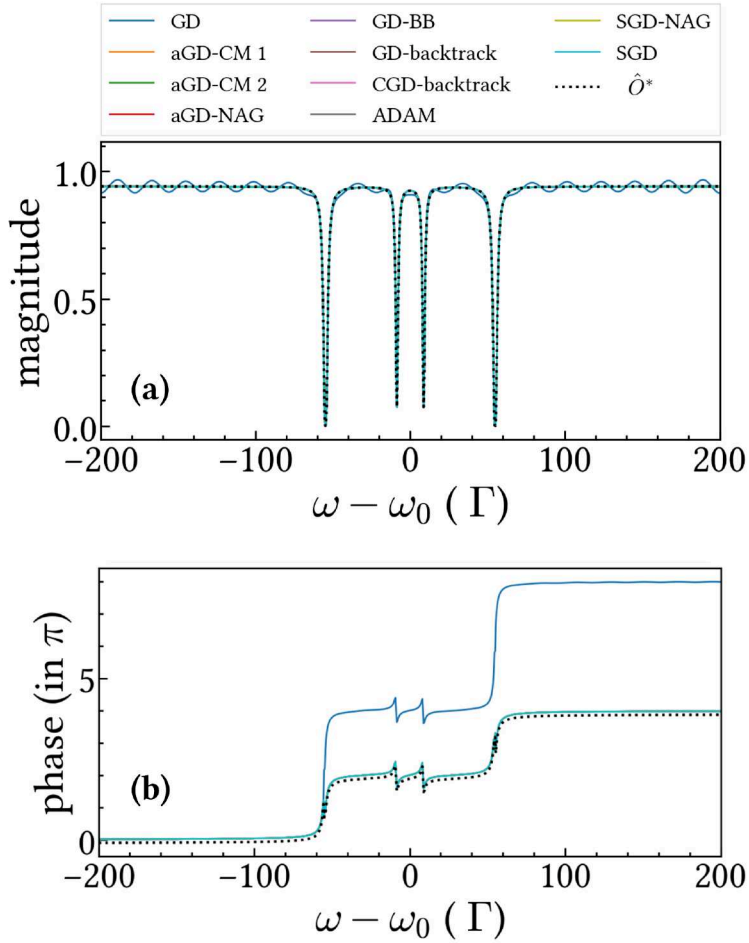 GD GD-BB SGD-NAG
aGD-CM 1 GD-backtrack SGD
aGD-CM 2 CGD-backtrack Ô*
aGD-NAG ADAM
1.0
0.5
0.0
magnitude
(a)
−200 −100 0 100 200
ω − ω₀ ( Γ)
5
0
phase (in π)
(b)
−200 −100 0 100 200
ω − ω₀ ( Γ)